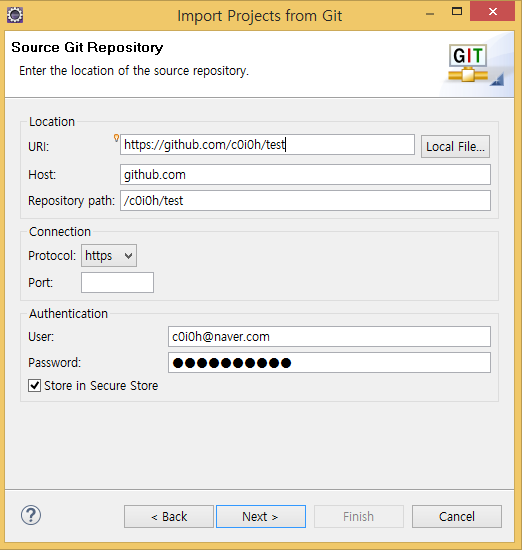 Import Projects from Git
Source Git Repository
Enter the location of the source repository.
GIT
Location
URI: https://github.com/c0i0h/test Local File...
Host: github.com
Repository path: /c0i0h/test
Connection
Protocol: https
Port:
Authentication
User: c0i0h@naver.com
Password: ●●●●●●●●●●
Store in Secure Store
? < Back Next > Finish Cancel